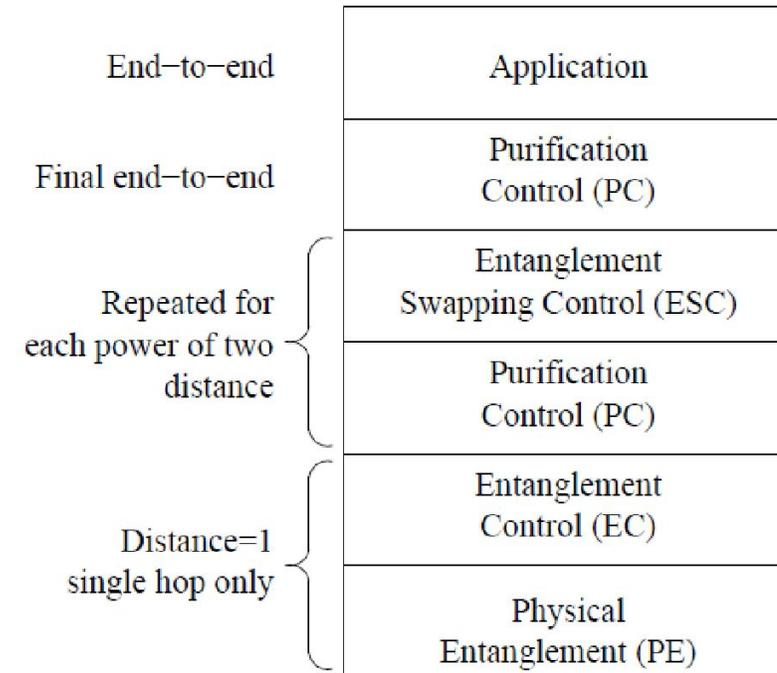 End−to−end
Application
Final end−to−end
Purification
Control (PC)
Repeated for
each power of two
distance
Entanglement
Swapping Control (ESC)
Purification
Control (PC)
Distance=1
single hop only
Entanglement
Control (EC)
Physical
Entanglement (PE)